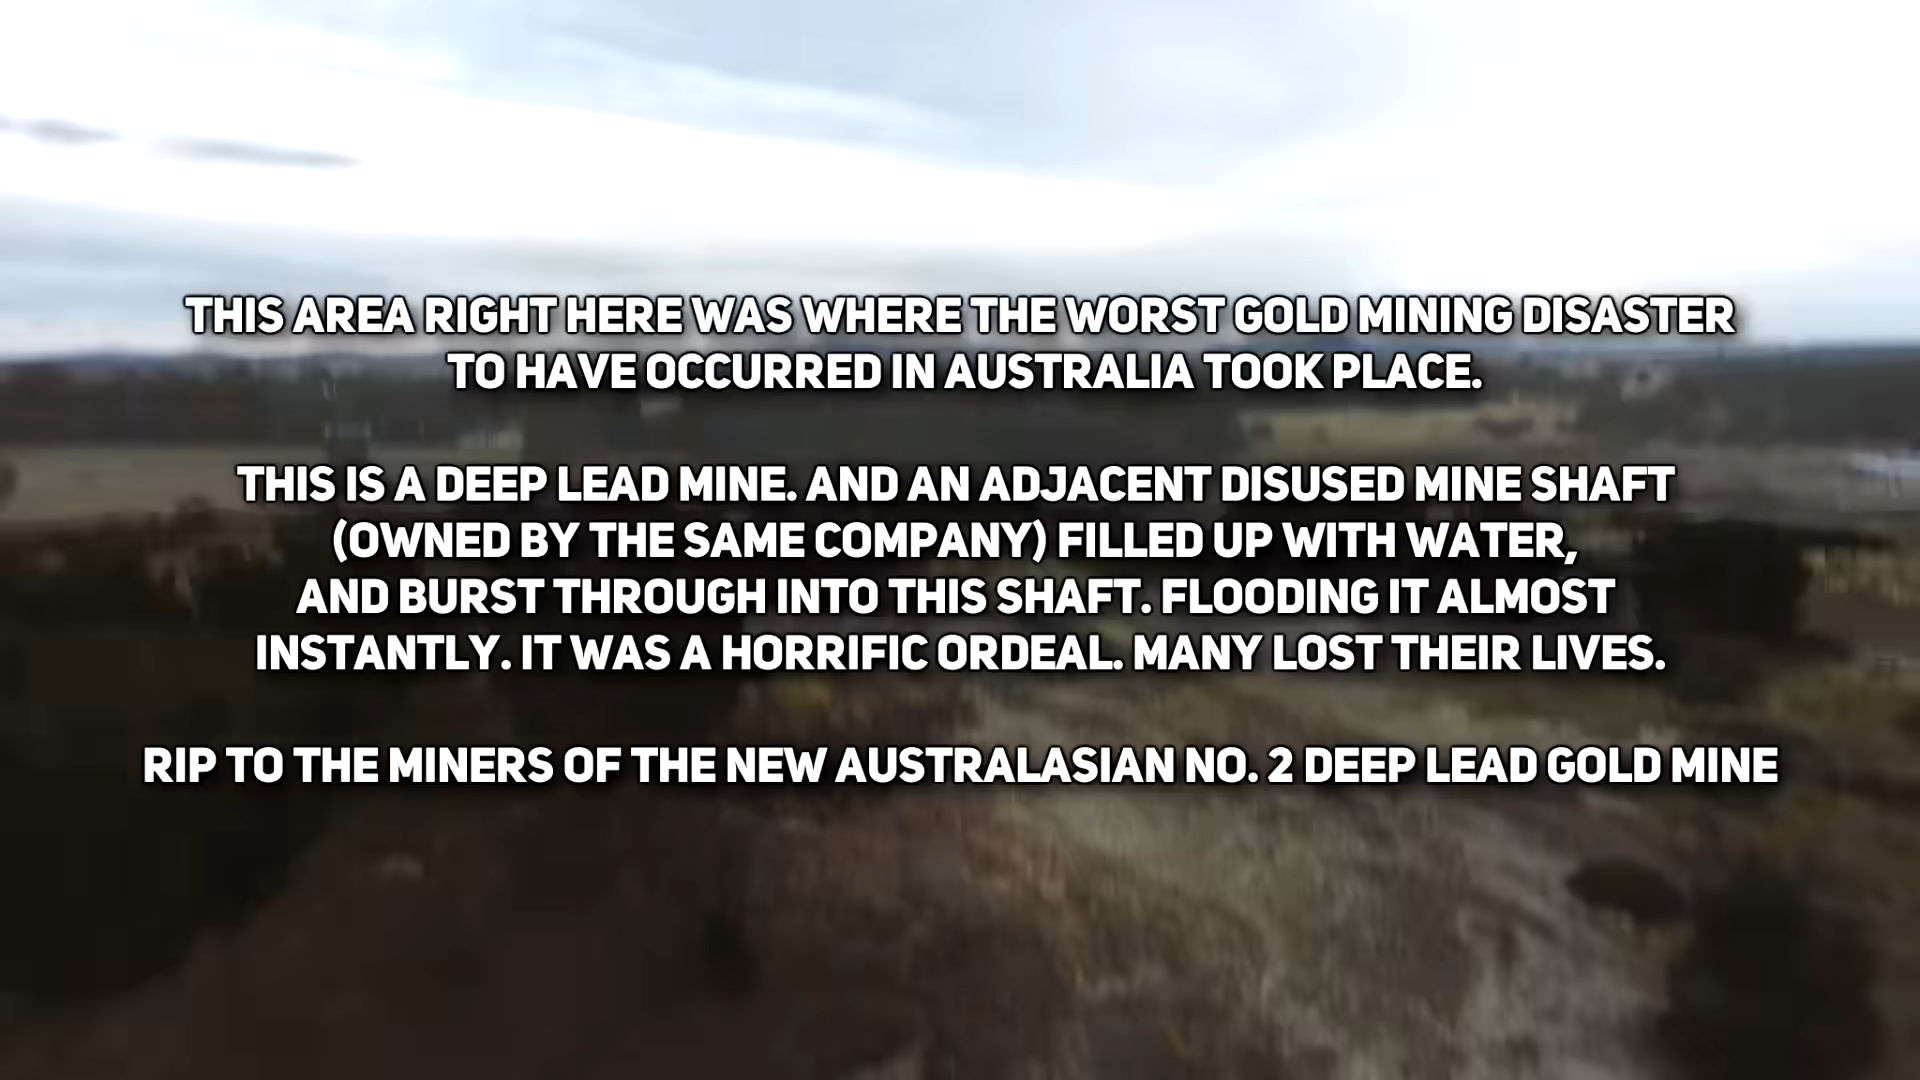 THIS AREA RIGHT HERE WAS WHERE THE WORST GOLD MINING DISASTER
TO HAVE OCCURRED IN AUSTRALIA TOOK PLACE.
THIS IS A DEEP LEAD MINE. AND AN ADJACENT DISUSED MINE SHAFT
(OWNED BY THE SAME COMPANY) FILLED UP WITH WATER,
AND BURST THROUGH INTO THIS SHAFT. FLOODING IT ALMOST
INSTANTLY. IT WAS A HORRIFIC ORDEAL. MANY LOST THEIR LIVES.
RIP TO THE MINERS OF THE NEW AUSTRALASIAN NO. 2 DEEP LEAD GOLD MINE